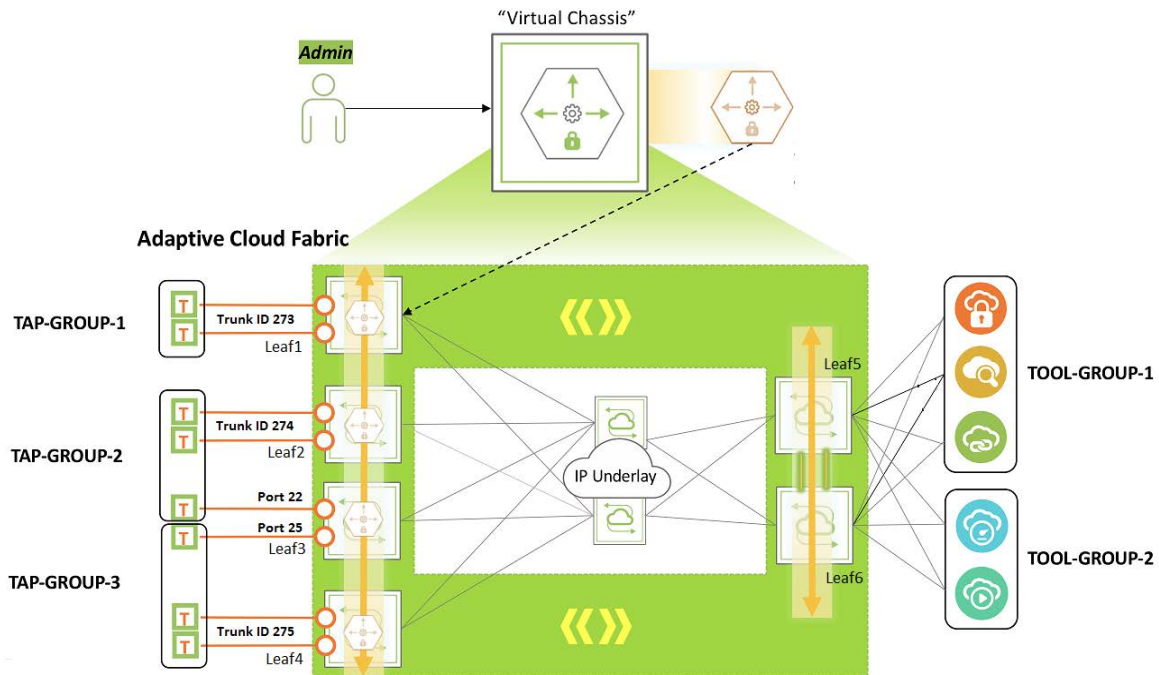 "Virtual Chassis"
Admin
Adaptive Cloud Fabric
TAP-GROUP-1
T
T
Trunk ID 273
Leaf1
TAP-GROUP-2
T
T
Trunk ID 274
Leaf2
T
Port 22
TAP-GROUP-3
T
Port 25
Leaf3
T
T
Trunk ID 275
Leaf4
IP Underlay
Leaf5
Leaf6
TOOL-GROUP-1
TOOL-GROUP-2